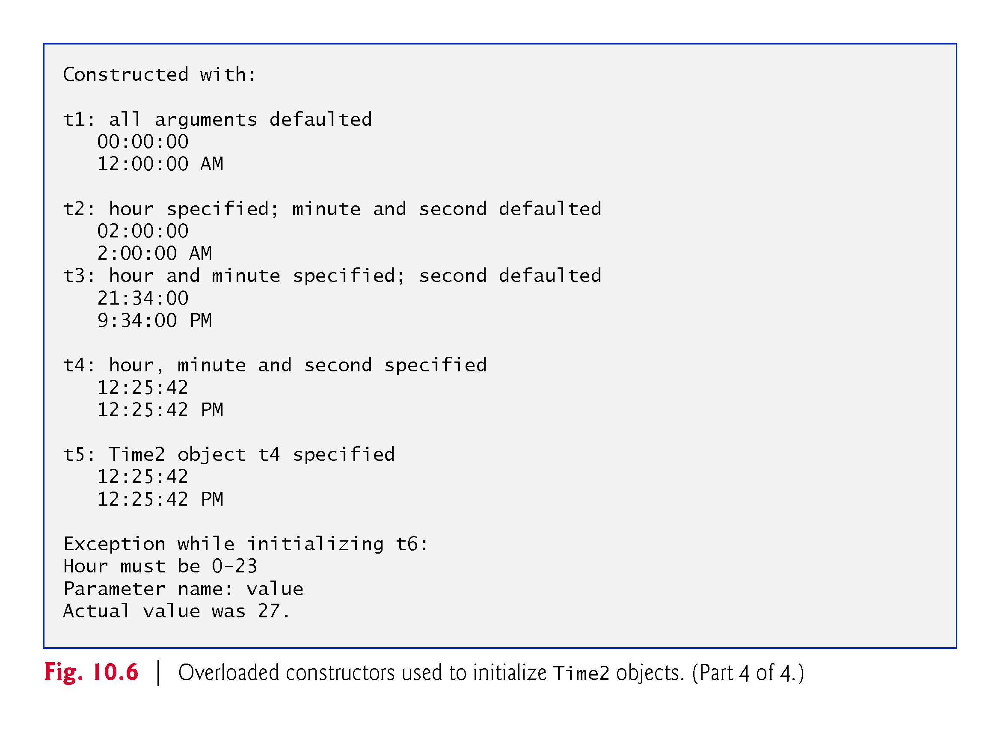 Constructed with:

t1: all arguments defaulted
   00:00:00
   12:00:00 AM

t2: hour specified; minute and second defaulted
   02:00:00
   2:00:00 AM
t3: hour and minute specified; second defaulted
   21:34:00
   9:34:00 PM

t4: hour, minute and second specified
   12:25:42
   12:25:42 PM

t5: Time2 object t4 specified
   12:25:42
   12:25:42 PM

Exception while initializing t6:
Hour must be 0–23
Parameter name: value
Actual value was 27.

Fig. 10.6 | Overloaded constructors used to initialize Time2 objects. (Part 4 of 4.)